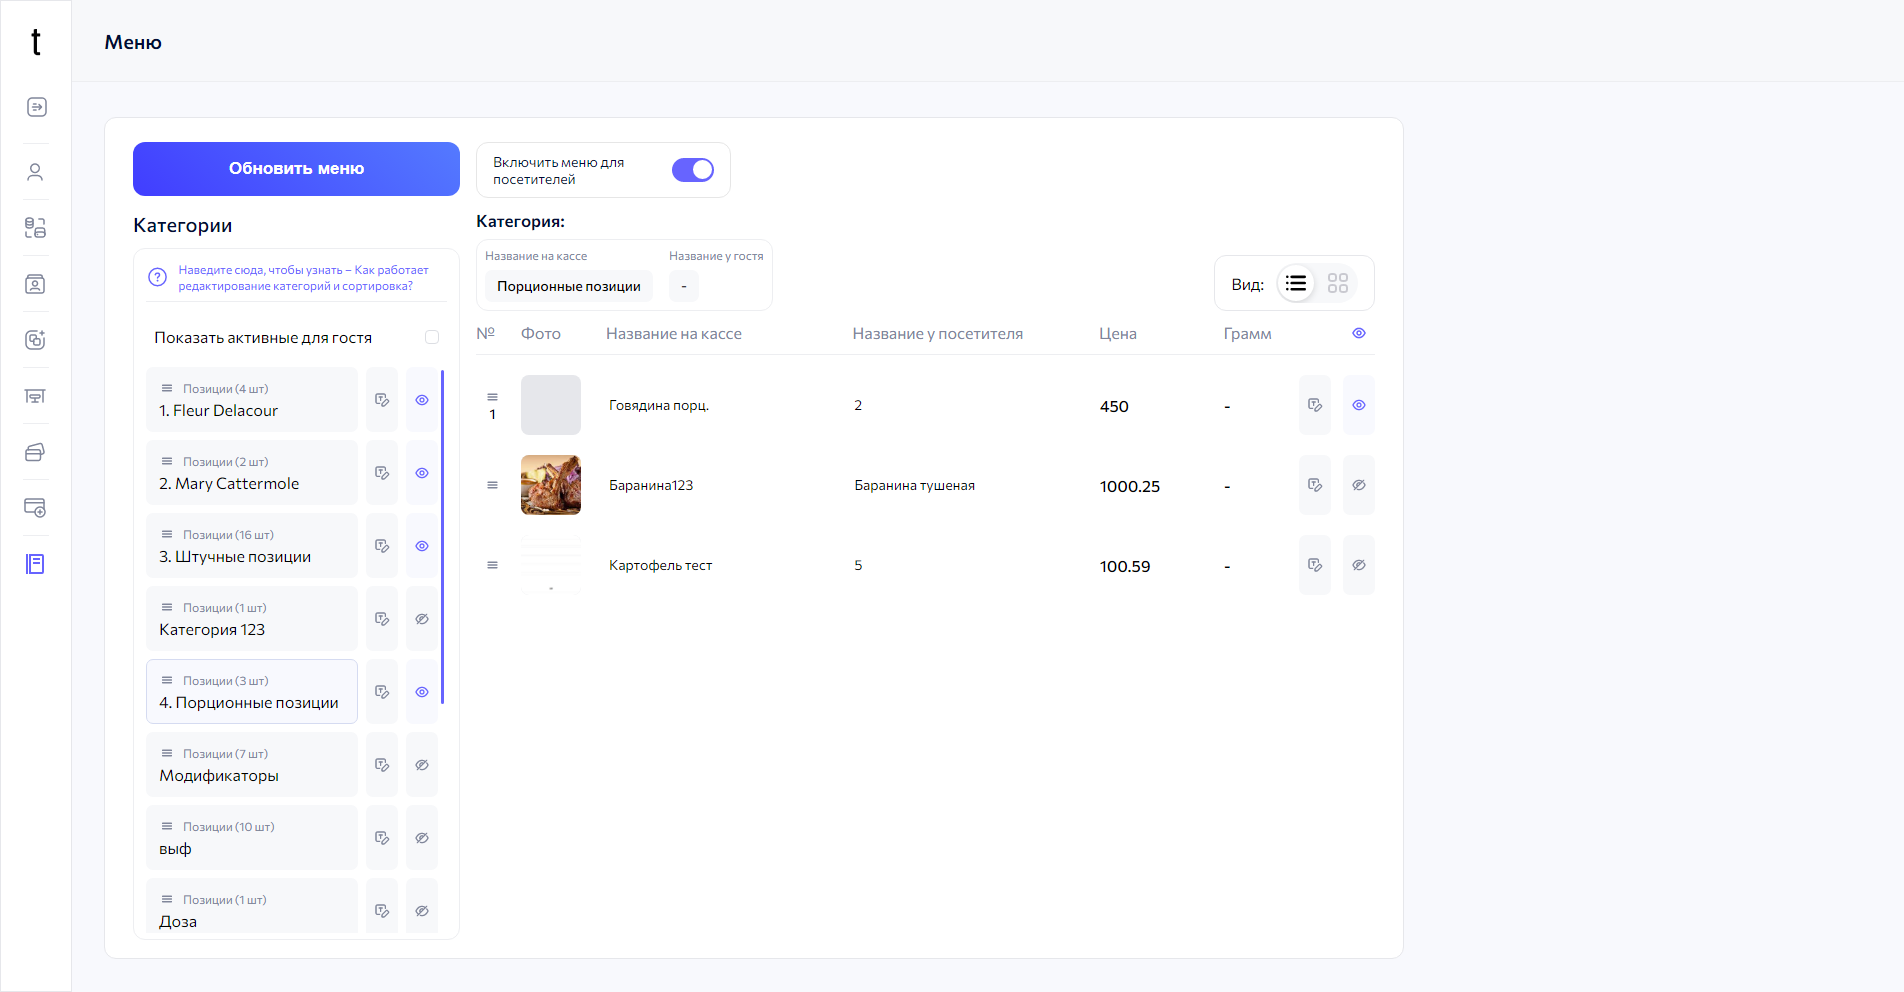 t
Меню
Обновить меню
Включить меню для
посетителей
Категории
Наведите сюда, чтобы узнать – Как работает
редактирование категорий и сортировка?
Показать активные для гостя
Позиции (4 шт)
1. Fleur Delacour
Позиции (2 шт)
2. Mary Cattermole
Позиции (16 шт)
3. Штучные позиции
Позиции (1 шт)
Категория 123
Позиции (3 шт)
4. Порционные позиции
Позиции (7 шт)
Модификаторы
Позиции (10 шт)
выф
Позиции (1 шт)
Доза
Категория:
Название на кассе Название у гостя
Порционные позиции -
Вид:
№ Фото Название на кассе Название у посетителя Цена Грамм
1 Говядина порц. 2 450 -
Баранина123 Баранина тушеная 1000.25 -
Картофель тест 5 100.59 -